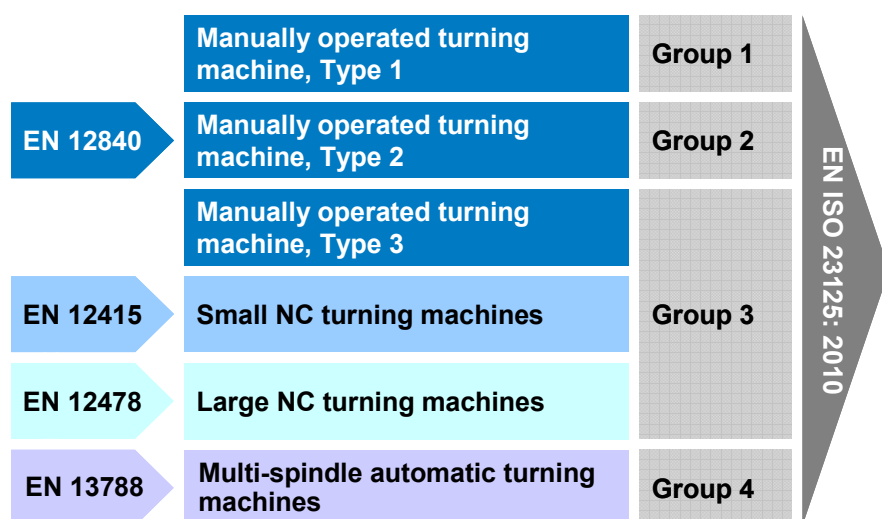 Manually operated turning
machine, Type 1
Group 1
EN 12840
Manually operated turning
machine, Type 2
Group 2
Manually operated turning
machine, Type 3
EN 12415
Small NC turning machines
Group 3
EN 12478
Large NC turning machines
EN 13788
Multi-spindle automatic turning
machines
Group 4
EN ISO 23125: 2010